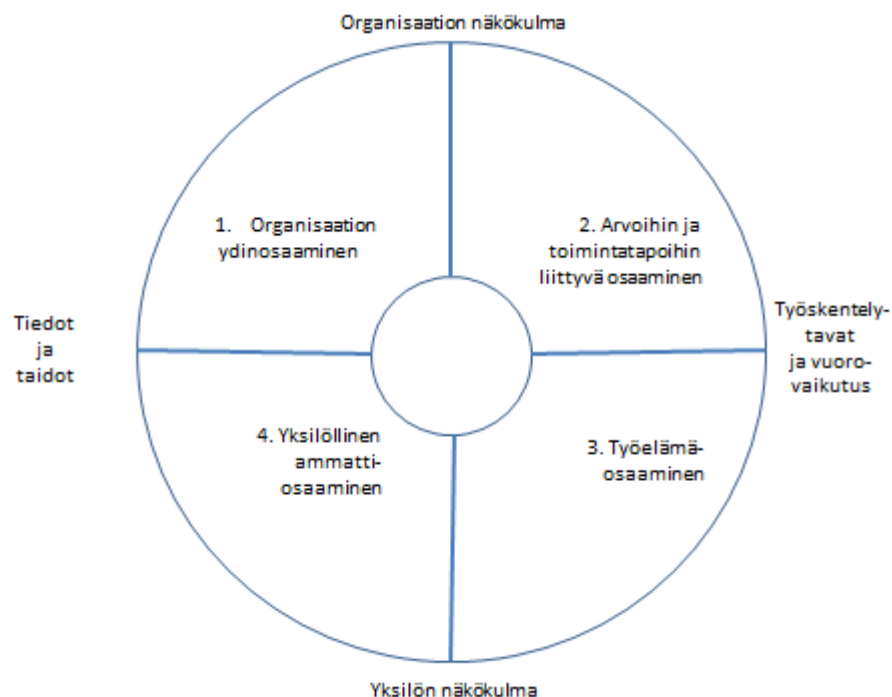 Organisaation näkökulma
1. Organisaation
ydinosaaminen
2. Arvoihin ja
toimintatapoihin
liittyvä osaaminen
Tiedot
ja
taidot
Työskentely-
tavat
ja vuoro-
vaikutus
4. Yksilöllinen
ammatti-
osaaminen
3. Työelämä-
osaaminen
Yksilön näkökulma